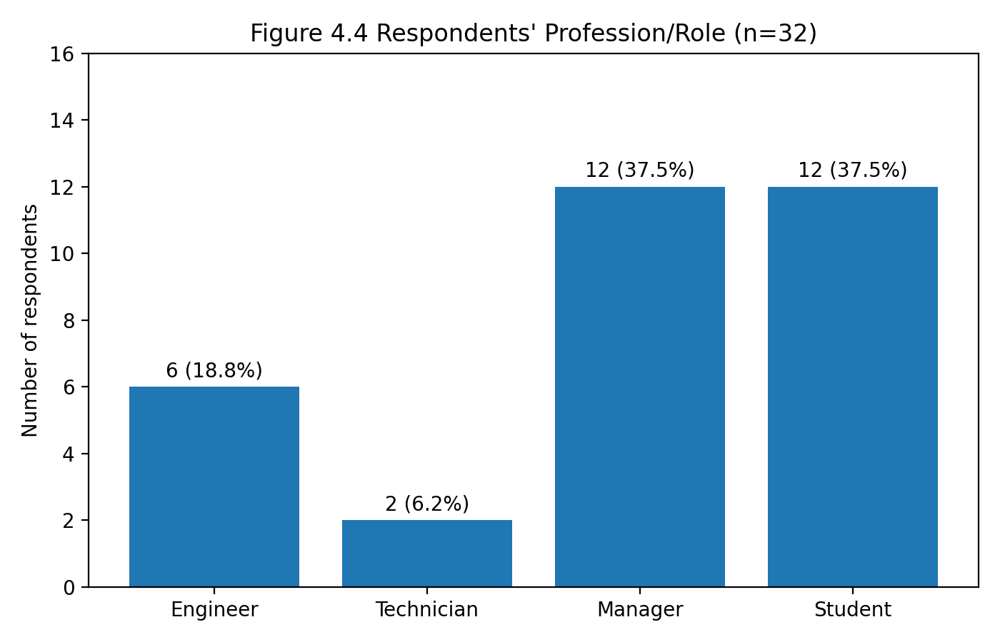 Figure 4.4 Respondents' Profession/Role (n=32)
16
14
12
10
8
6
4
2
0
Number of respondents
6 (18.8%)
2 (6.2%)
12 (37.5%)
12 (37.5%)
Engineer
Technician
Manager
Student